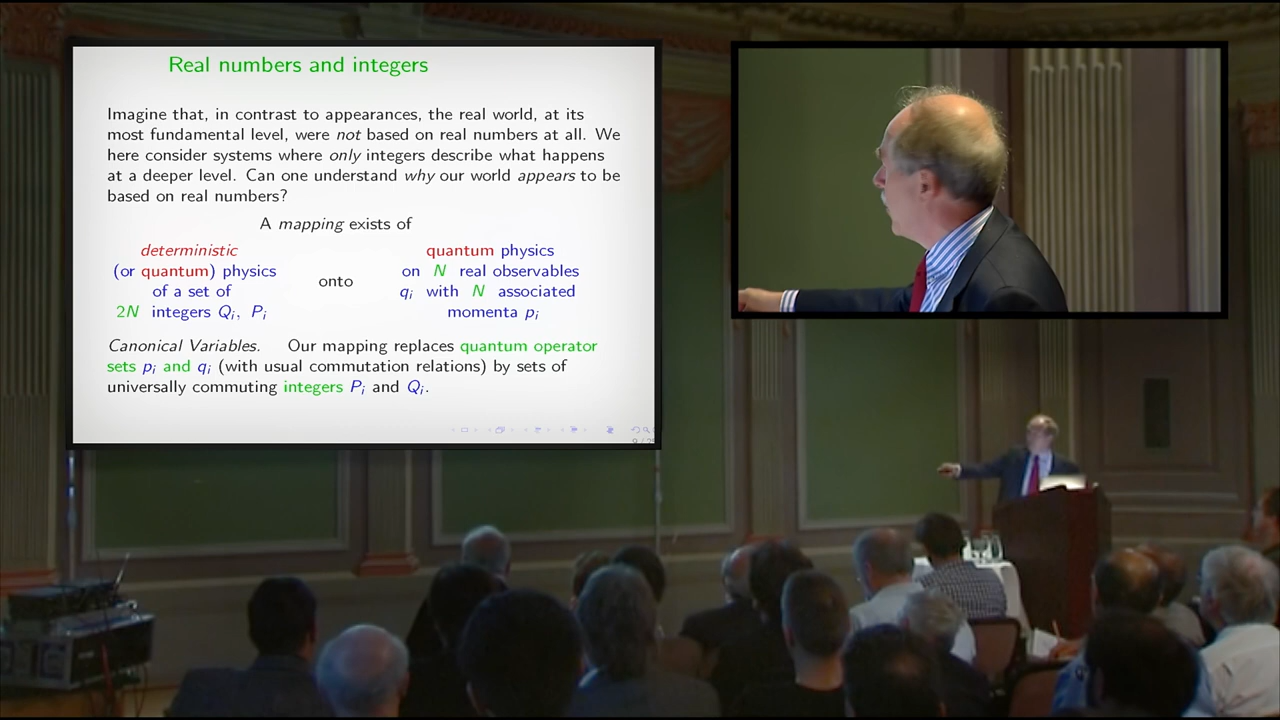 Real numbers and integers
Imagine that, in contrast to appearances, the real world, at its
most fundamental level, were not based on real numbers at all. We
here consider systems where only integers describe what happens
at a deeper level. Can one understand why our world appears to be
based on real numbers?
A mapping exists of
deterministic
(or quantum) physics
of a set of
2N integers Qᵢ, Pᵢ
onto
quantum physics
on N real observables
qᵢ with N associated
momenta pᵢ
Canonical Variables. Our mapping replaces quantum operator
sets pᵢ and qᵢ (with usual commutation relations) by sets of
universally commuting integers Pᵢ and Qᵢ.